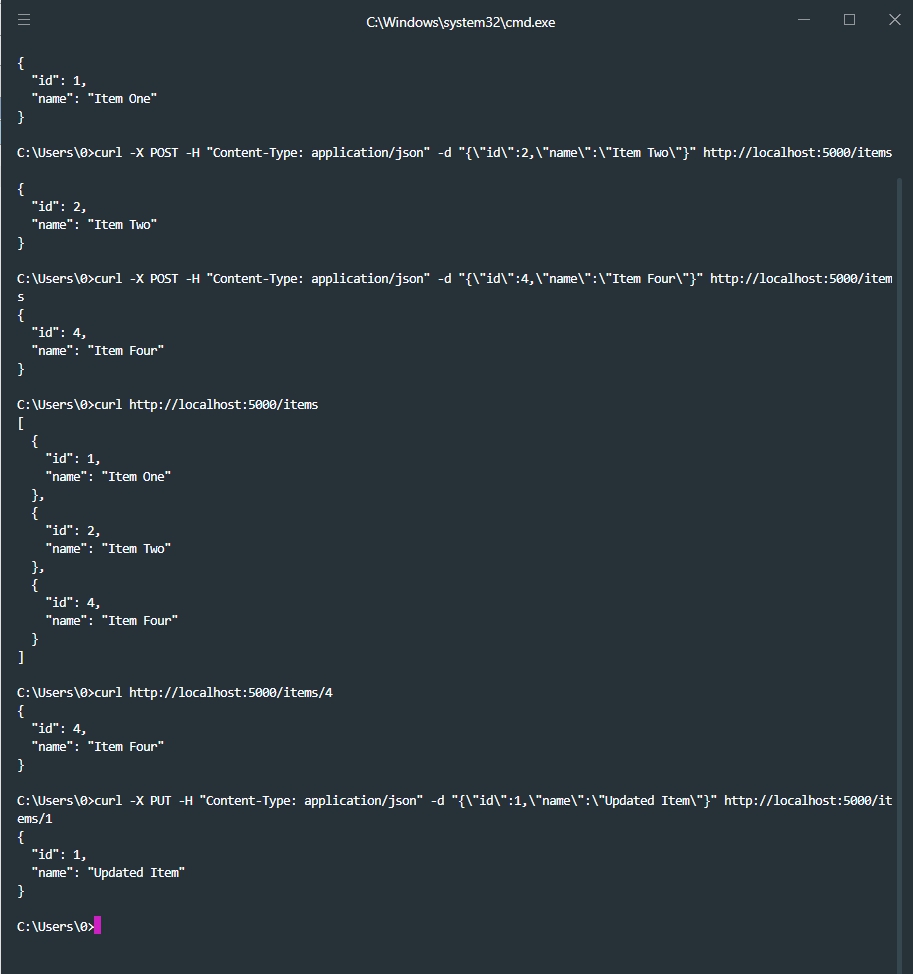 C:\Windows\system32\cmd.exe
{
  "id": 1,
  "name": "Item One"
}
C:\Users\0>curl -X POST -H "Content-Type: application/json" -d "{\"id\":2,\"name\":\"Item Two\"}" http://localhost:5000/items
{
  "id": 2,
  "name": "Item Two"
}
C:\Users\0>curl -X POST -H "Content-Type: application/json" -d "{\"id\":4,\"name\":\"Item Four\"}" http://localhost:5000/item
s
{
  "id": 4,
  "name": "Item Four"
}
C:\Users\0>curl http://localhost:5000/items
[
  {
    "id": 1,
    "name": "Item One"
  },
  {
    "id": 2,
    "name": "Item Two"
  },
  {
    "id": 4,
    "name": "Item Four"
  }
]
C:\Users\0>curl http://localhost:5000/items/4
{
  "id": 4,
  "name": "Item Four"
}
C:\Users\0>curl -X PUT -H "Content-Type: application/json" -d "{\"id\":1,\"name\":\"Updated Item\"}" http://localhost:5000/it
ems/1
{
  "id": 1,
  "name": "Updated Item"
}
C:\Users\0>